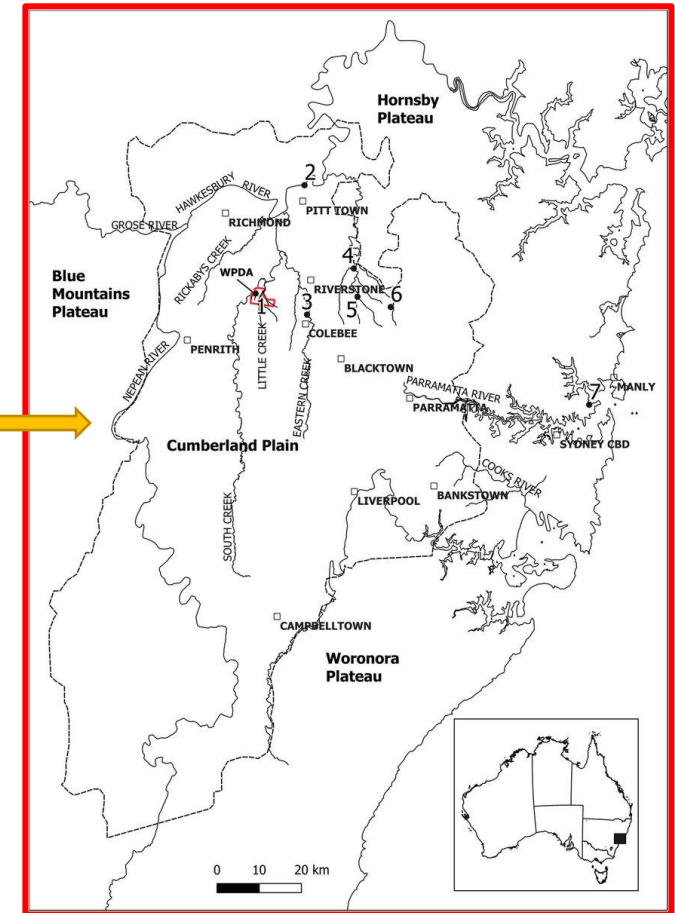 Hornsby
Plateau
2
HAWKESBURY RIVER
PITT TOWN
RICHMOND
GROSE RIVER
RICKABYS CREEK
4
Blue
Mountains
Plateau
WPDA
RIVERSTONE
1
5
6
3
COLEBEE
PENRITH
LITTLE CREEK
NEPEAN RIVER
EASTERN CREEK
BLACKTOWN
7
MANLY
PARRAMATTA RIVER
PARRAMATTA
SYDNEY CBD
Cumberland Plain
COOKS RIVER
BANKSTOWN
LIVERPOOL
SOUTH CREEK
CAMPBELLTOWN
Woronora
Plateau
0 10 20 km